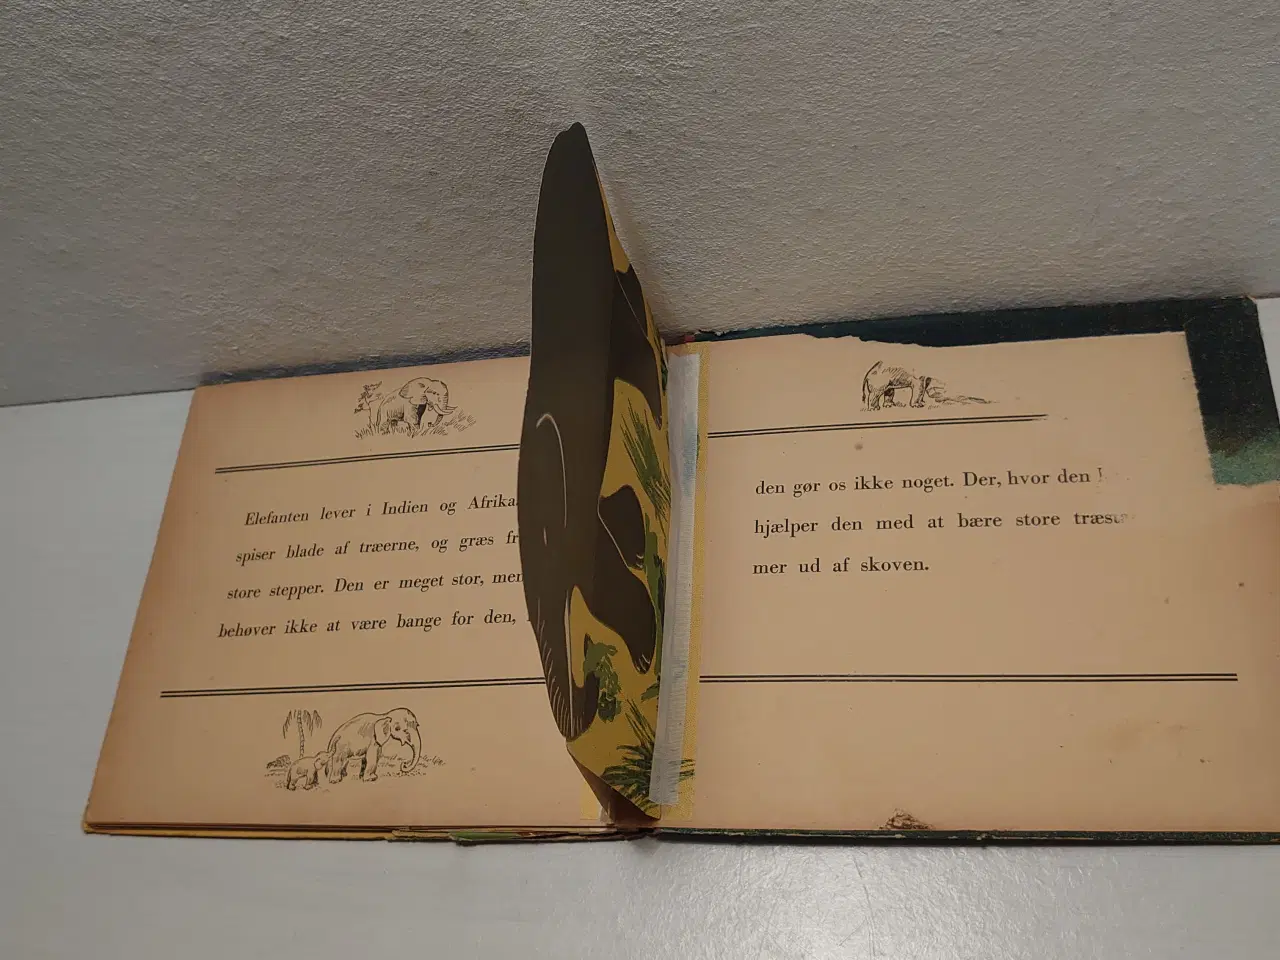 Elefanten lever i Indien og Afrika
spiser blade af træerne, og græs
store stepper. Den er meget stor, men
behøver ikke at være bange for den,
den gør os ikke noget. Der, hvor den
hjælper den med at bære store
mer ud af skoven.